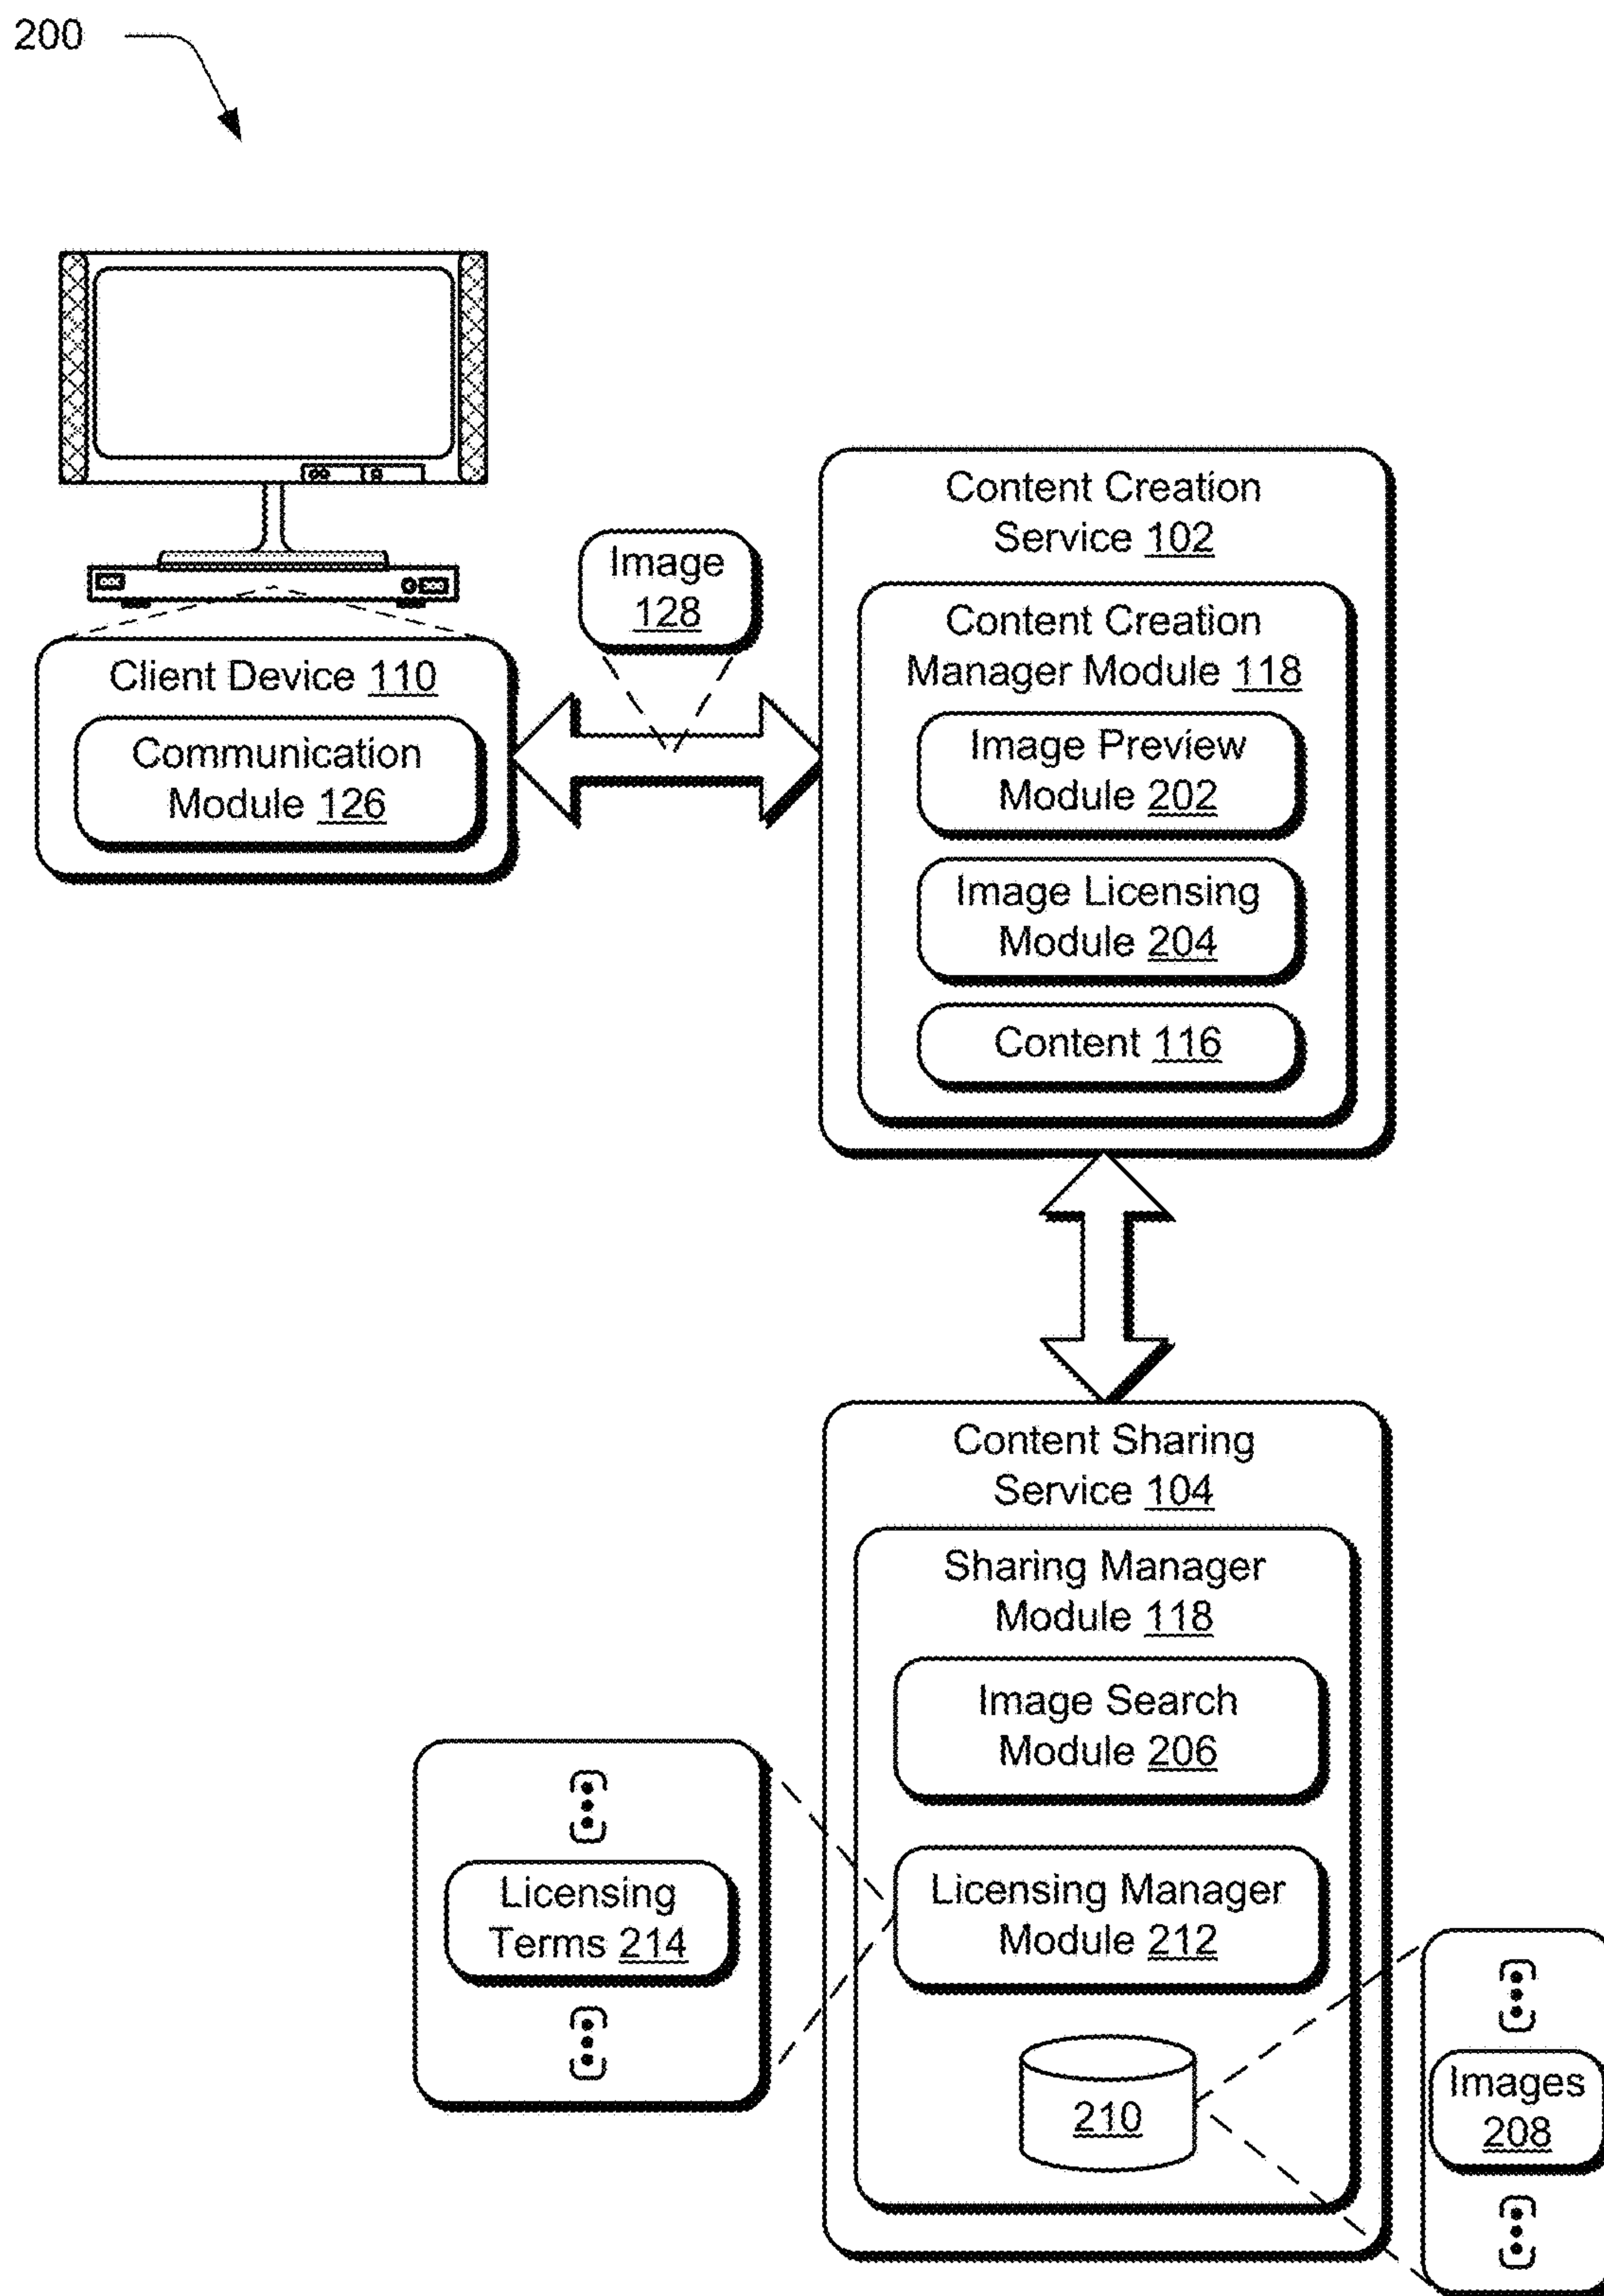 200
Client Device 110
Communication
Module 126
Image
128
Content Creation
Service 102
Content Creation
Manager Module 118
Image Preview
Module 202
Image Licensing
Module 204
Content 116
Content Sharing
Service 104
Sharing Manager
Module 118
Image Search
Module 206
Licensing Manager
Module 212
210
Licensing
Terms 214
Images
208